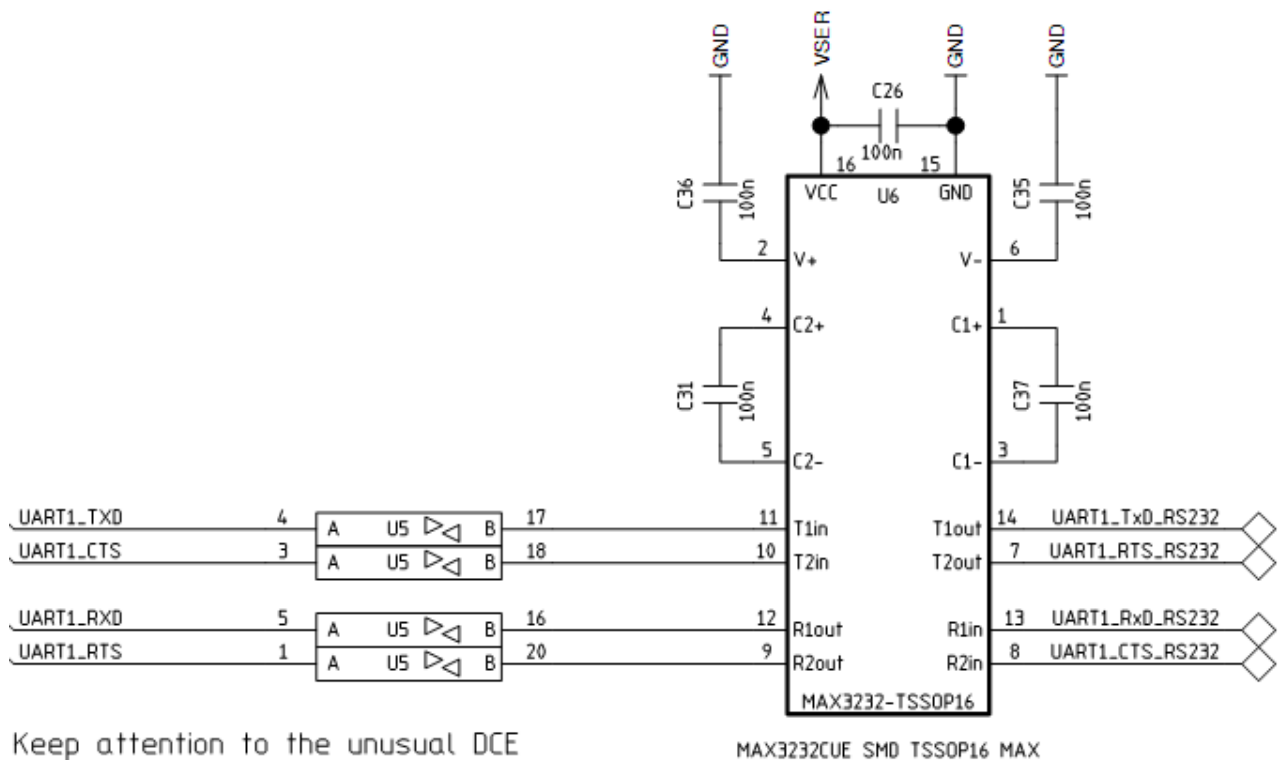 GND VSER GND GND
C26
100n
C36 100n 16 15 C35 100n
VCC U6 GND
2 V+ V- 6
4 C2+ C1+ 1
C31 100n C37 100n
5 C2- C1- 3
UART1_TXD 4 A U5 B 17 11 T1in T1out 14 UART1_TxD_RS232
UART1_CTS 3 A U5 B 18 10 T2in T2out 7 UART1_RTS_RS232
UART1_RXD 5 A U5 B 16 12 R1out R1in 13 UART1_RxD_RS232
UART1_RTS 1 A U5 B 20 9 R2out R2in 8 UART1_CTS_RS232
MAX3232-TSSOP16
Keep attention to the unusual DCE
MAX3232CUE SMD TSSOP16 MAX